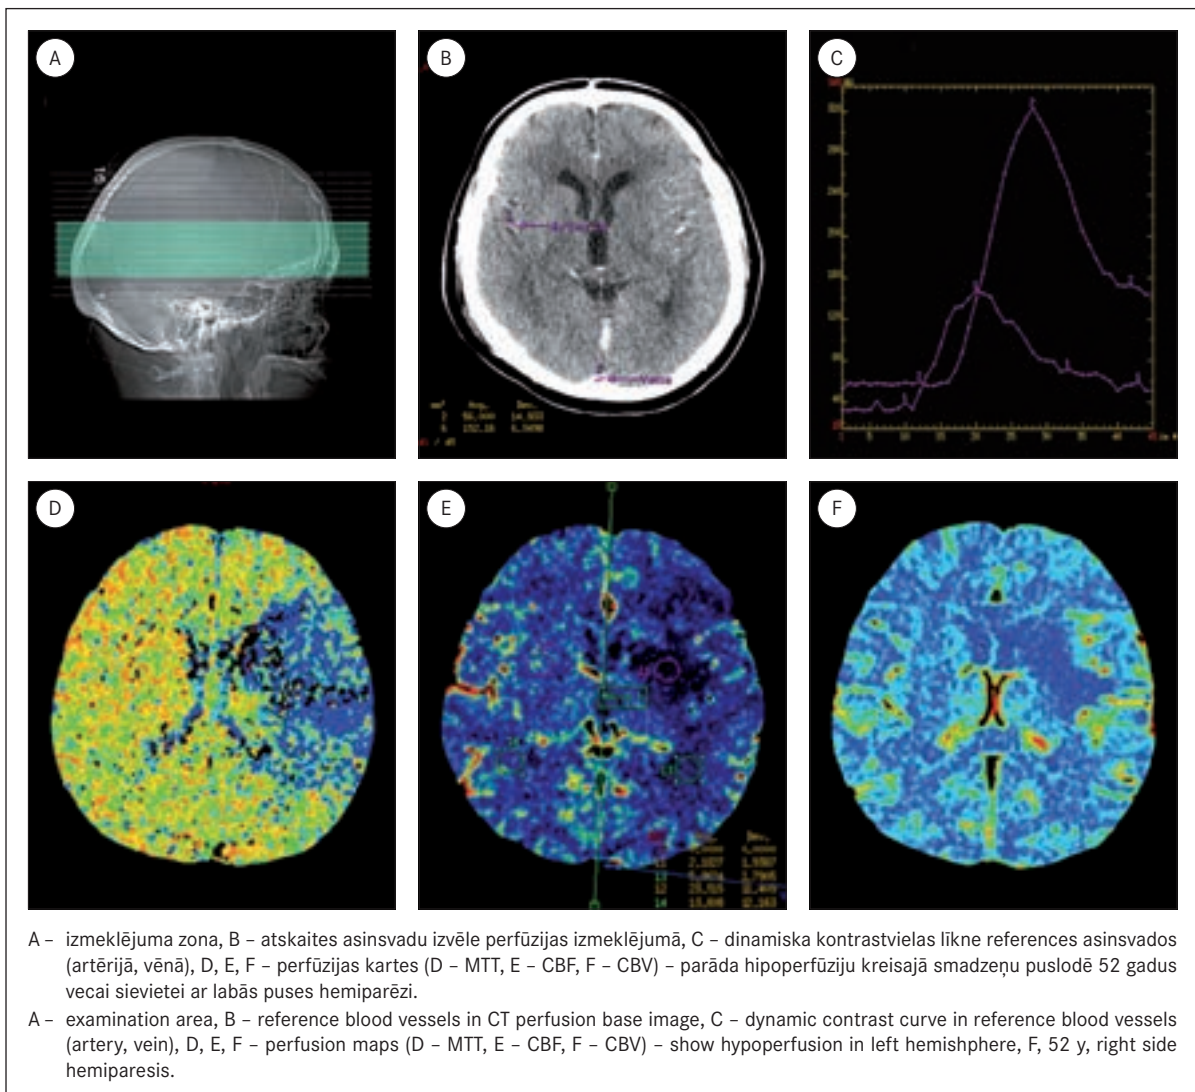 A
B
C
D
E
F
A – izmeklējuma zona, B – atskaites asinsvadu izvēle perfūzijas izmeklējumā, C – dinamiska kontrastvielas līkne references asinsvados
(artērijā, vēnā), D, E, F – perfūzijas kartes (D – MTT, E – CBF, F – CBV) – parāda hipoperfūziju kreisajā smadzeņu puslodē 52 gadus
vecai sievietei ar labās puses hemiparēzi.
A – examination area, B – reference blood vessels in CT perfusion base image, C – dynamic contrast curve in reference blood vessels
(artery, vein), D, E, F – perfusion maps (D – MTT, E – CBF, F – CBV) – show hypoperfusion in left hemishphere, F, 52 y, right side
hemiparesis.